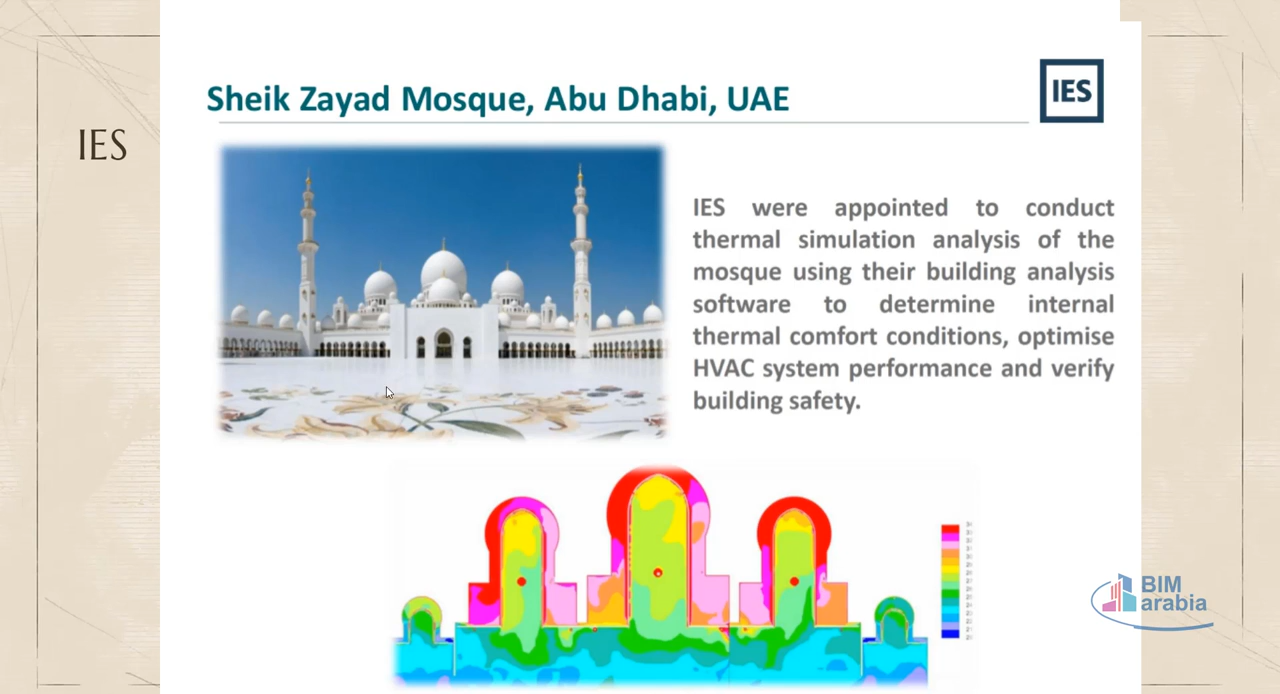 IES
Sheik Zayad Mosque, Abu Dhabi, UAE
IES
IES were appointed to conduct
thermal simulation analysis of the
mosque using their building analysis
software to determine internal
thermal comfort conditions, optimise
HVAC system performance and verify
building safety.
BIM
arabia